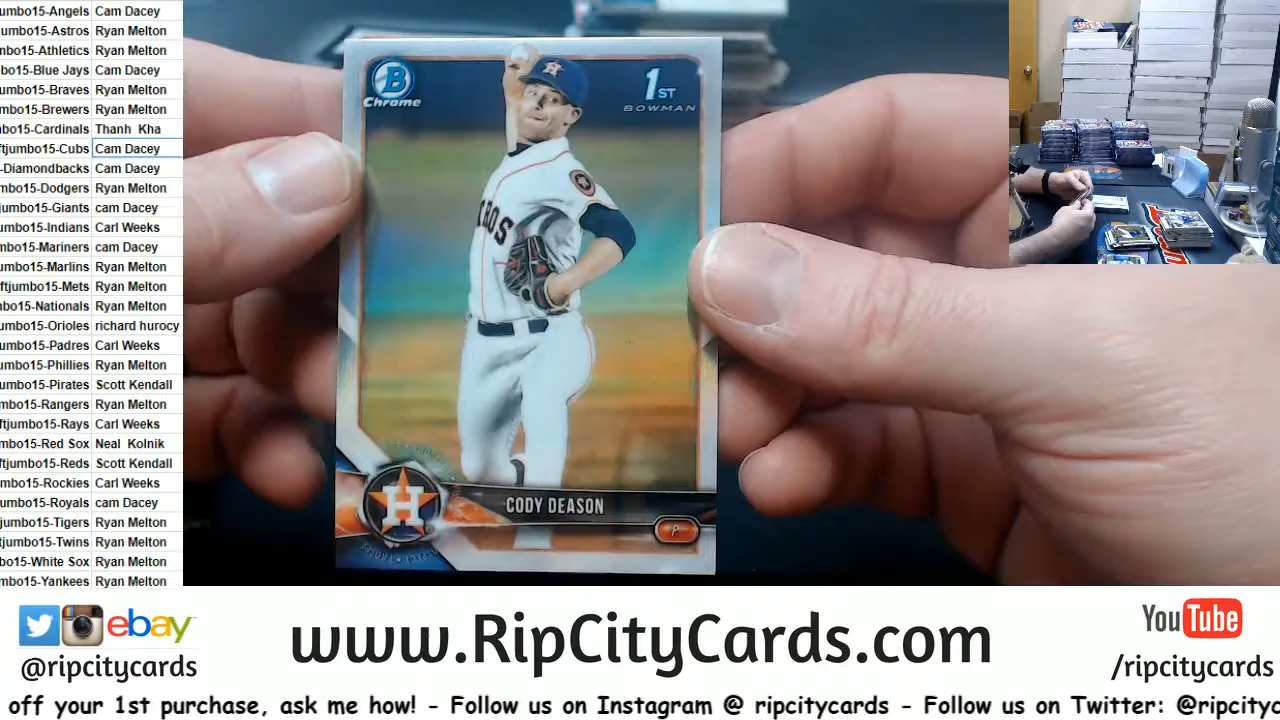 umbo15-Angels Cam Dacey
umbo15-Astros Ryan Melton
mbo15-Athletics Ryan Melton
bo15-Blue Jays Cam Dacey
umbo15-Braves Ryan Melton
umbo15-Brewers Ryan Melton
nbo15-Cardinals Thanh Kha
ftjumbo15-Cubs Cam Dacey
-Diamondbacks Cam Dacey
mbo15-Dodgers Ryan Melton
jumbo15-Giants cam Dacey
umbo15-Indians Carl Weeks
mbo15-Mariners cam Dacey
umbo15-Marlins Ryan Melton
ftjumbo15-Mets Ryan Melton
nbo15-Nationals Ryan Melton
umbo15-Orioles richard hurocy
umbo15-Padres Carl Weeks
umbo15-Phillies Ryan Melton
umbo15-Pirates Scott Kendall
umbo15-Rangers Ryan Melton
ftjumbo15-Rays Carl Weeks
mbo15-Red Sox Neal Kolnik
ftjumbo15-Reds Scott Kendall
umbo15-Rockies Carl Weeks
umbo15-Royals cam Dacey
jumbo15-Tigers Ryan Melton
tjumbo15-Twins Ryan Melton
bo15-White Sox Ryan Melton
mbo15-Yankees Ryan Melton
B
Chrome
1ST
BOWMAN
ROS
H
CODY DEASON
P
ebay
@ripcitycards
www.RipCityCards.com
YouTube
/ripcitycards
off your 1st purchase, ask me how! - Follow us on Instagram @ ripcitycards - Follow us on Twitter: @ripcityc